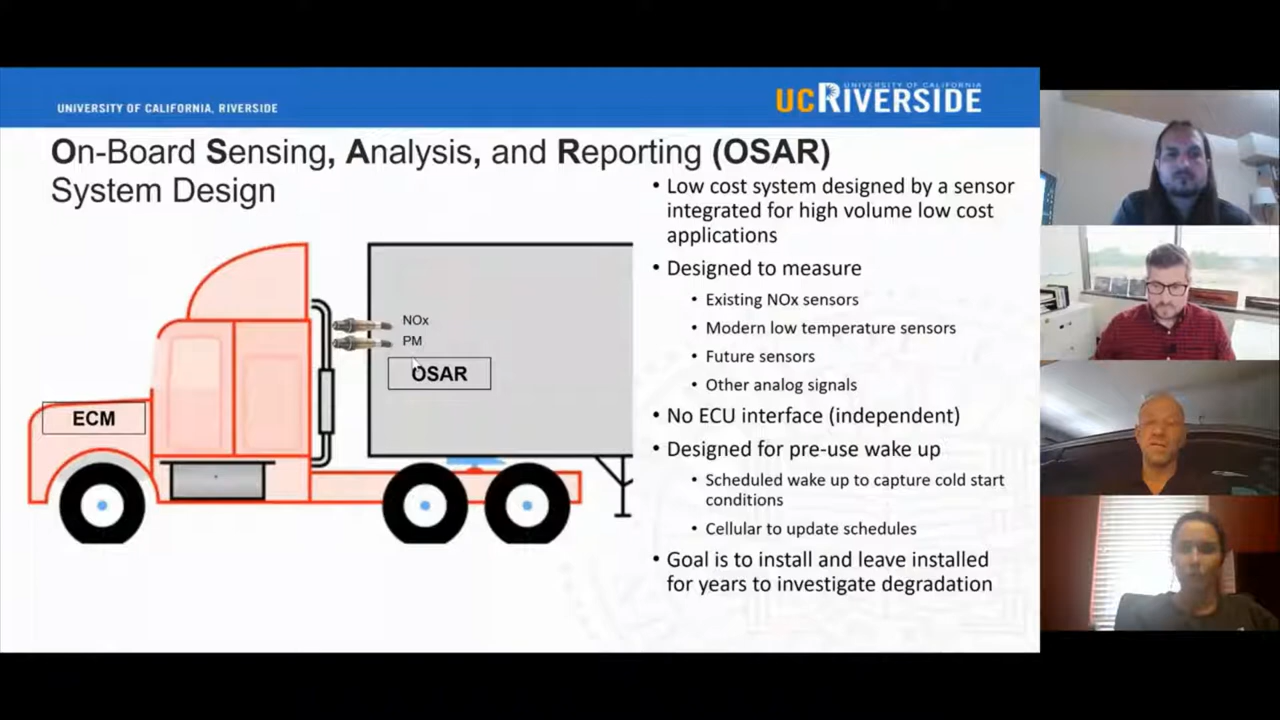 UNIVERSITY OF CALIFORNIA, RIVERSIDE
UNIVERSITY OF CALIFORNIA
UCRIVERSIDE
On-Board Sensing, Analysis, and Reporting (OSAR)
System Design
• Low cost system designed by a sensor
integrated for high volume low cost
applications
• Designed to measure
• Existing NOx sensors
• Modern low temperature sensors
• Future sensors
• Other analog signals
• No ECU interface (independent)
• Designed for pre-use wake up
• Scheduled wake up to capture cold start
conditions
• Cellular to update schedules
• Goal is to install and leave installed
for years to investigate degradation
NOx
PM
OSAR
ECM